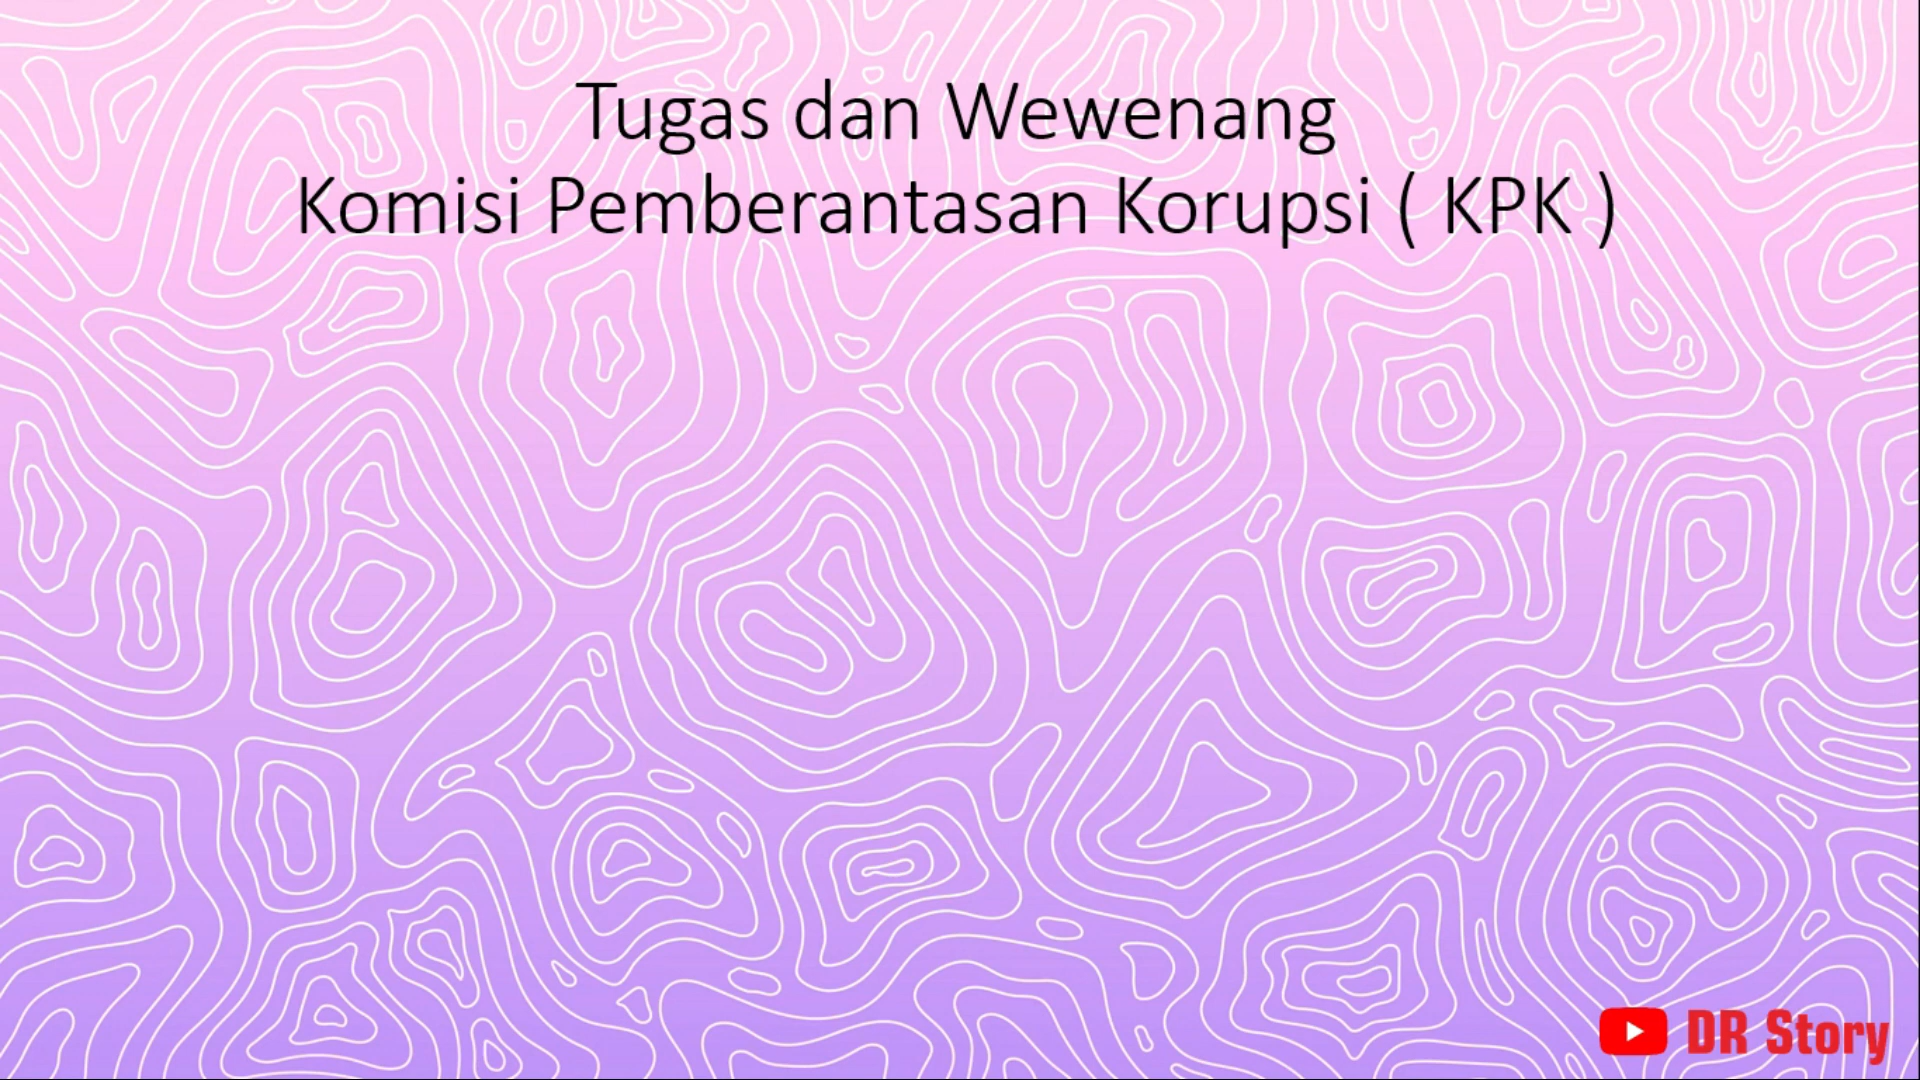 Tugas dan Wewenang
Komisi Pemberantasan Korupsi ( KPK )
DR Story